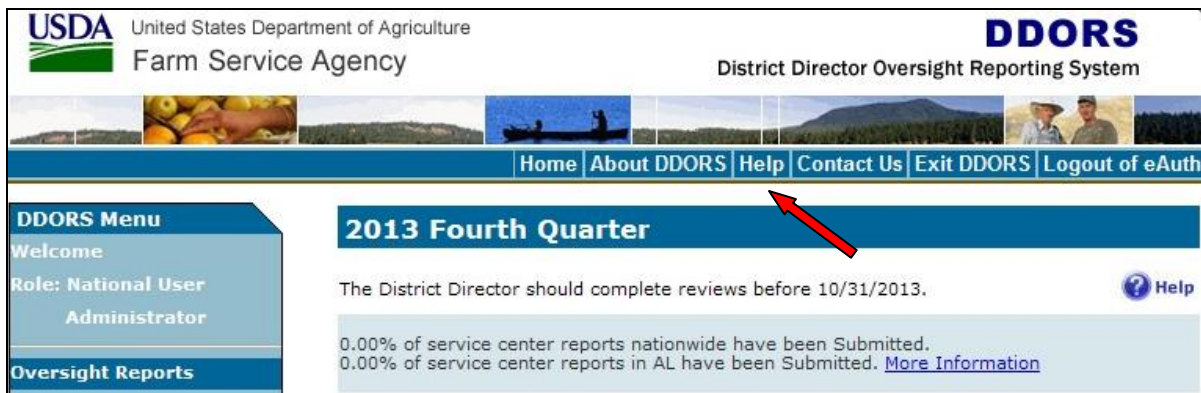 USDA
United States Department of Agriculture
Farm Service Agency
DDORS
District Director Oversight Reporting System
Home | About DDORS | Help | Contact Us | Exit DDORS | Logout of eAuth
DDORS Menu
Welcome
Role: National User
Administrator
Oversight Reports
2013 Fourth Quarter
The District Director should complete reviews before 10/31/2013.
Help
0.00% of service center reports nationwide have been Submitted.
0.00% of service center reports in AL have been Submitted. More Information